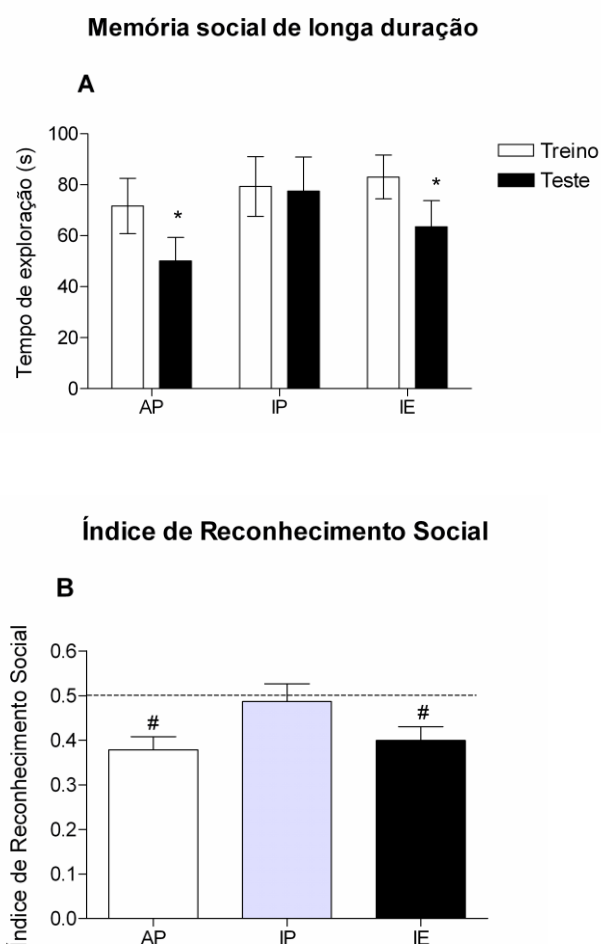 Memória social de longa duração
A
Tempo de exploração (s)
100
80
60
40
20
0
*
*
AP
IP
IE
Treino
Teste
Índice de Reconhecimento Social
B
Índice de Reconhecimento Social
0.6
0.5
0.4
0.3
0.2
0.1
0.0
#
#
AP
IP
IE